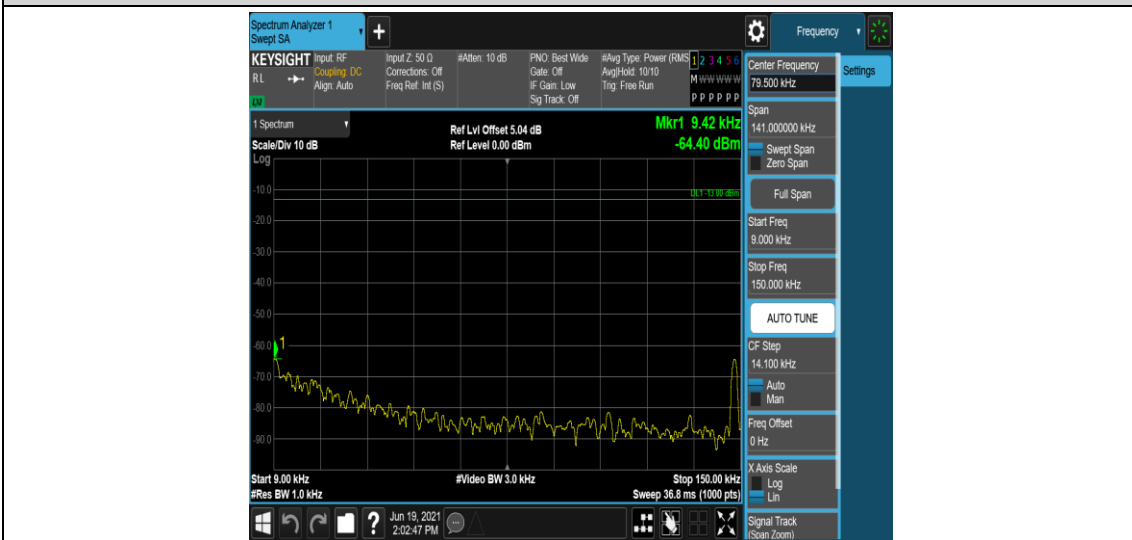 Spectrum Analyzer 1
Swept SA
+
Frequency
KEYSIGHT
RL
LXI
Input: RF
Coupling: DC
Align: Auto
Input Z: 50 Ω
Corrections: Off
Freq Ref: Int (S)
#Atten: 10 dB
PNO: Best Wide
Gate: Off
IF Gain: Low
Sig Track: Off
#Avg Type: Power (RMS
Avg|Hold: 10/10
Trig: Free Run
1 2 3 4 5 6
M W W W W W
P P P P P P
Center Frequency
79.500 kHz
Settings
Span
141.000000 kHz
Swept Span
Zero Span
Full Span
Start Freq
9.000 kHz
Stop Freq
150.000 kHz
AUTO TUNE
CF Step
14.100 kHz
Auto
Man
Freq Offset
0 Hz
X Axis Scale
Log
Lin
Signal Track
(Span Zoom)
1 Spectrum
Scale/Div 10 dB
Log
Ref Lvl Offset 5.04 dB
Ref Level 0.00 dBm
Mkr1 9.42 kHz
-64.40 dBm
DL1 -13.00 dBm
-10.0
-20.0
-30.0
-40.0
-50.0
-60.0
1
-70.0
-80.0
-90.0
Start 9.00 kHz
#Res BW 1.0 kHz
#Video BW 3.0 kHz
Stop 150.00 kHz
Sweep 36.8 ms (1000 pts)
?
Jun 19, 2021
2:02:47 PM